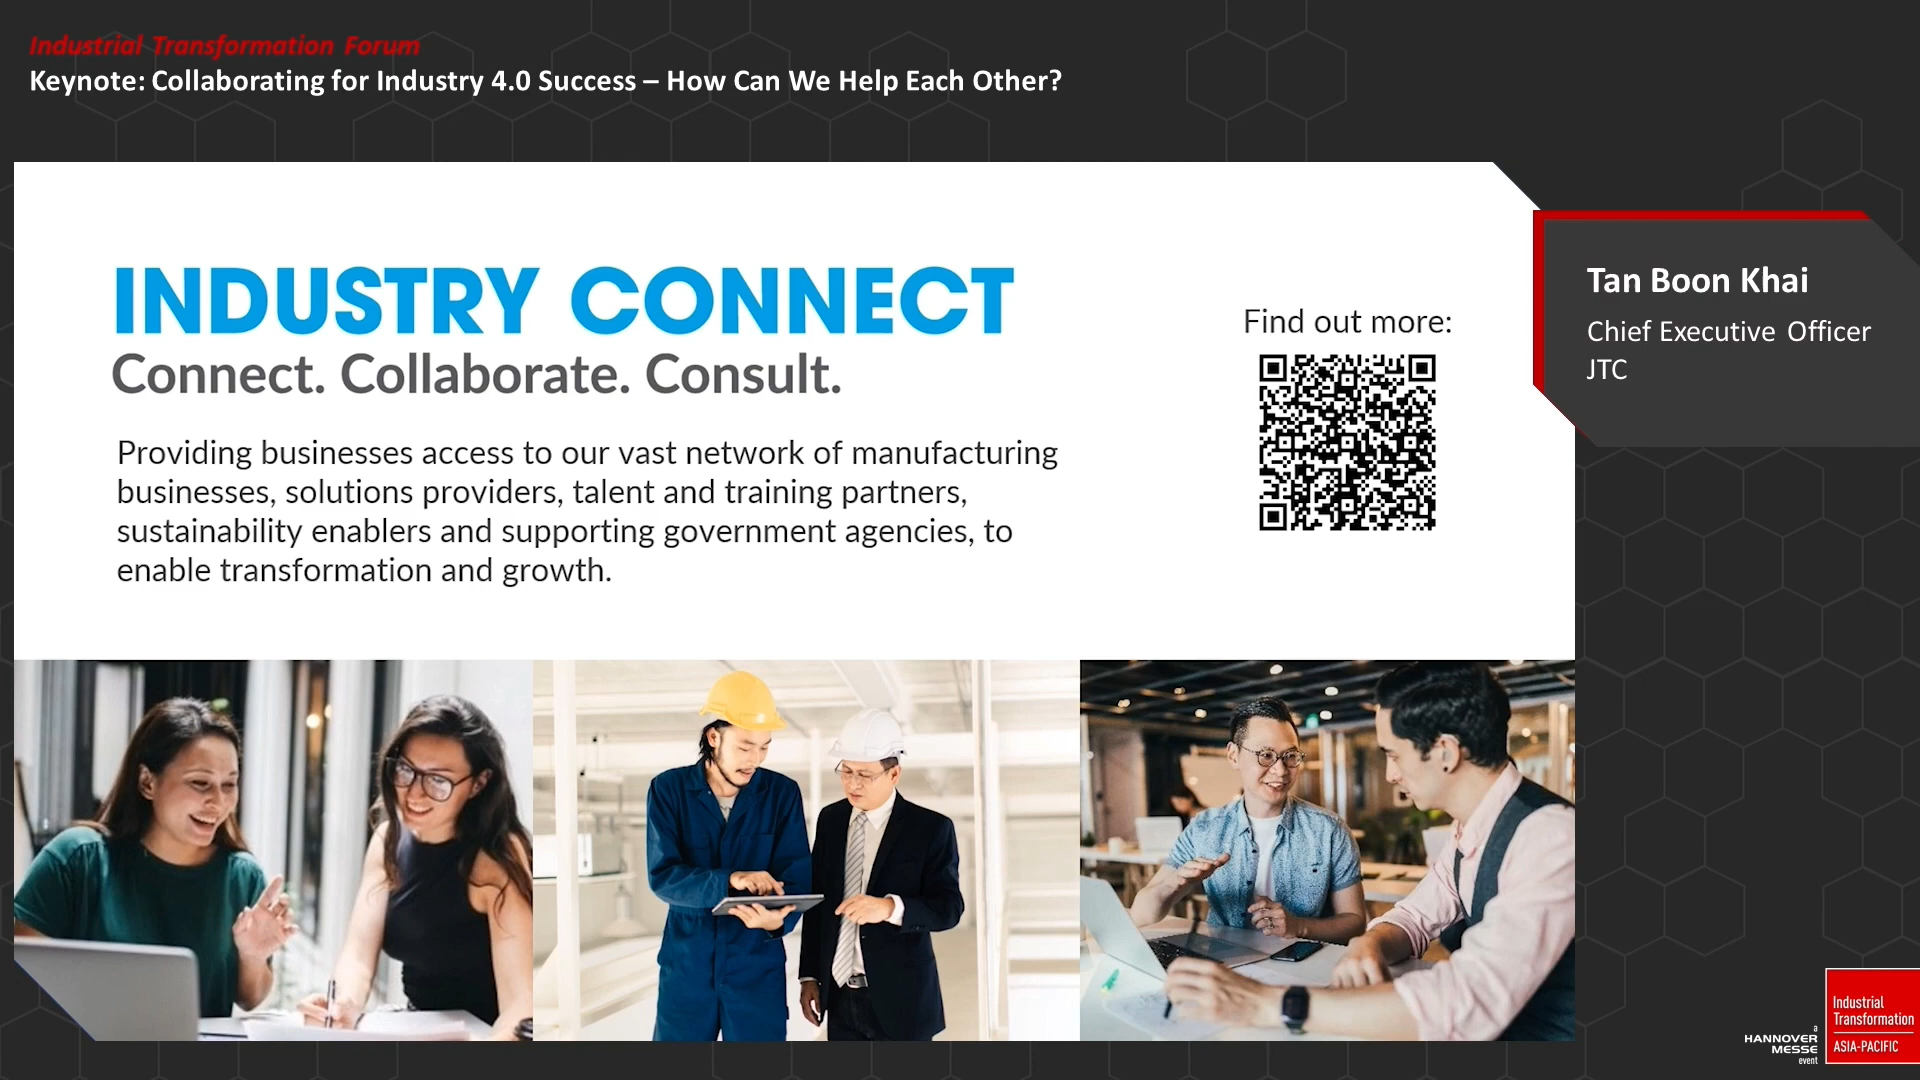 Industrial Transformation Forum
Keynote: Collaborating for Industry 4.0 Success – How Can We Help Each Other?
INDUSTRY CONNECT
Connect. Collaborate. Consult.
Providing businesses access to our vast network of manufacturing
businesses, solutions providers, talent and training partners,
sustainability enablers and supporting government agencies, to
enable transformation and growth.
Find out more:
Tan Boon Khai
Chief Executive Officer
JTC
a
HANNOVER
MESSE
event
Industrial
Transformation
ASIA-PACIFIC